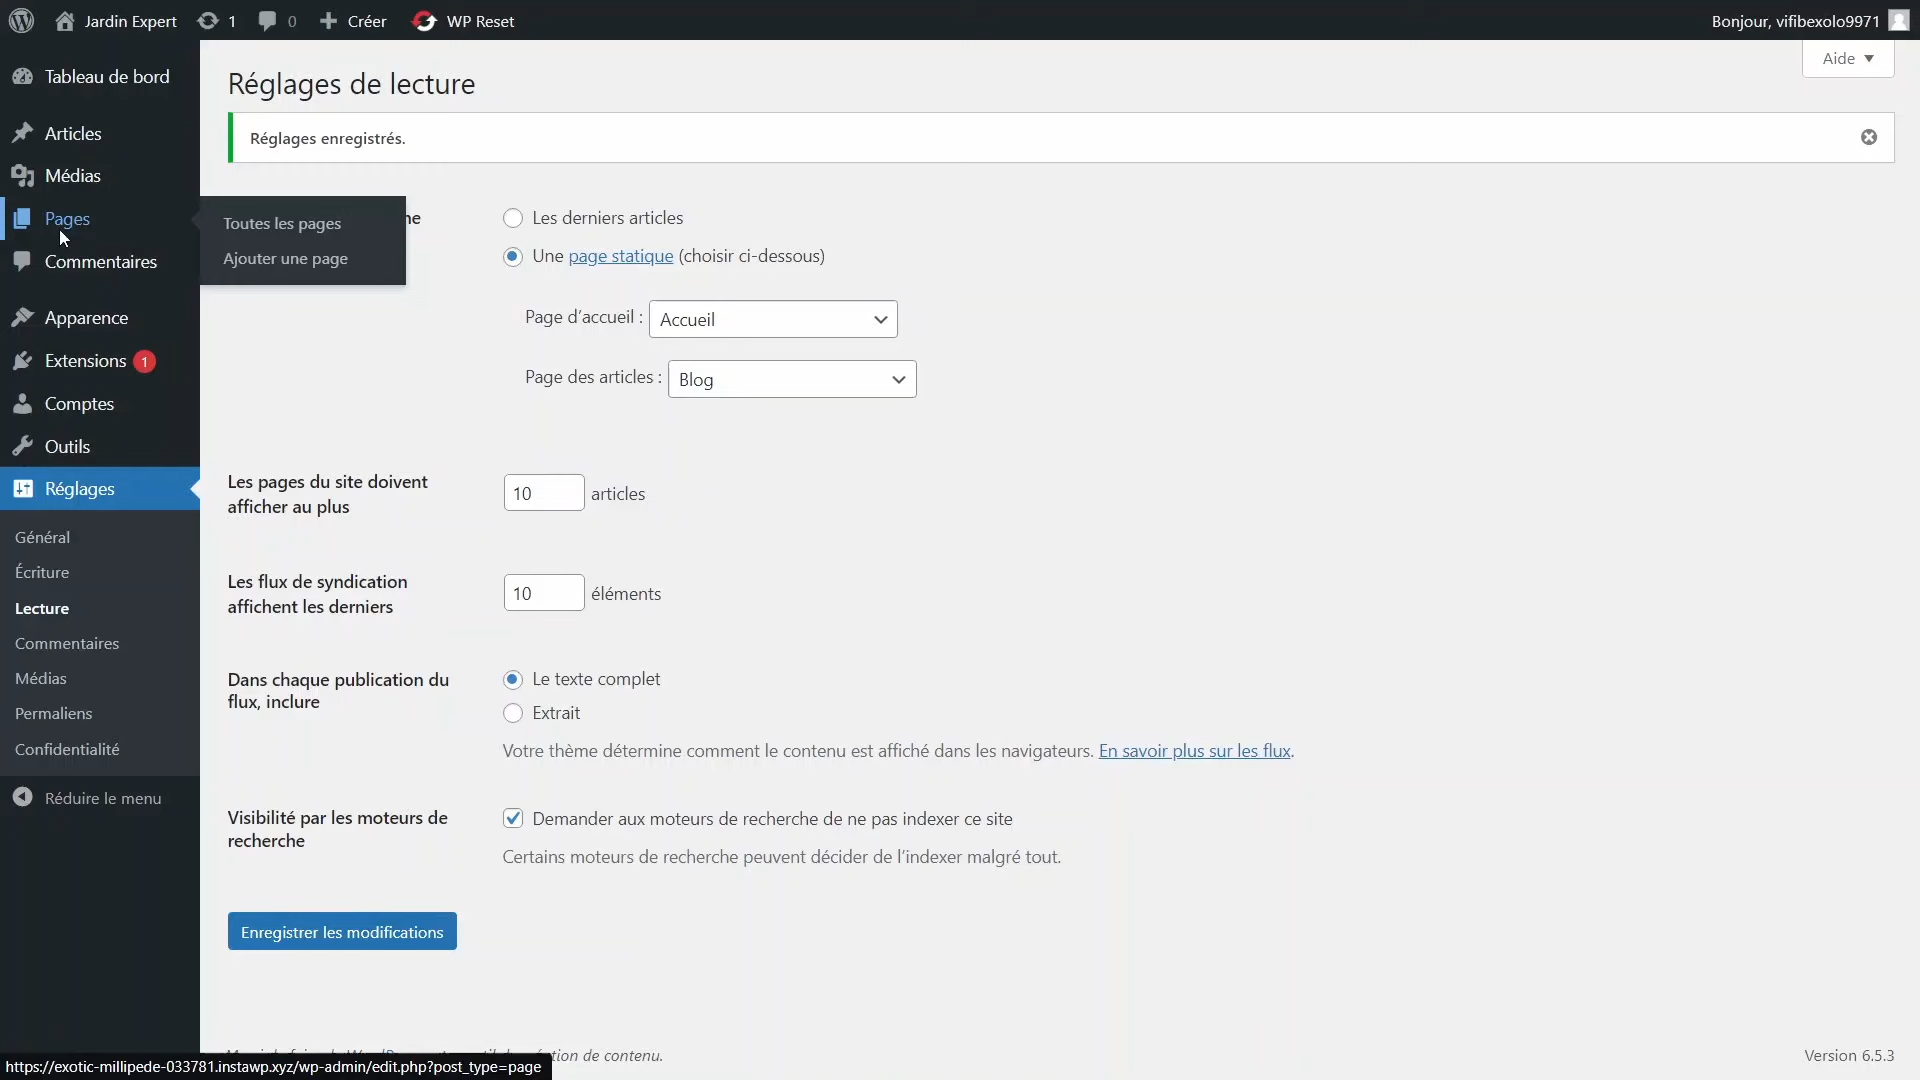 Jardin Expert 1 0 Créer WP Reset Bonjour, vifibexolo9971
Aide
Tableau de bord
Articles
Médias
Pages
Commentaires
Apparence
Extensions 1
Comptes
Outils
Réglages
Général
Écriture
Lecture
Commentaires
Médias
Permaliens
Confidentialité
Réduire le menu
Toutes les pages
Ajouter une page
Réglages de lecture
Réglages enregistrés.
Les derniers articles
Une page statique (choisir ci-dessous)
Page d’accueil : Accueil
Page des articles : Blog
Les pages du site doivent
afficher au plus
10 articles
Les flux de syndication
affichent les derniers
10 éléments
Dans chaque publication du
flux, inclure
Le texte complet
Extrait
Votre thème détermine comment le contenu est affiché dans les navigateurs. En savoir plus sur les flux.
Visibilité par les moteurs de
recherche
Demander aux moteurs de recherche de ne pas indexer ce site
Certains moteurs de recherche peuvent décider de l’indexer malgré tout.
Enregistrer les modifications
de contenu.
Version 6.5.3
https://exotic-millipede-033781.instawp.xyz/wp-admin/edit.php?post_type=page